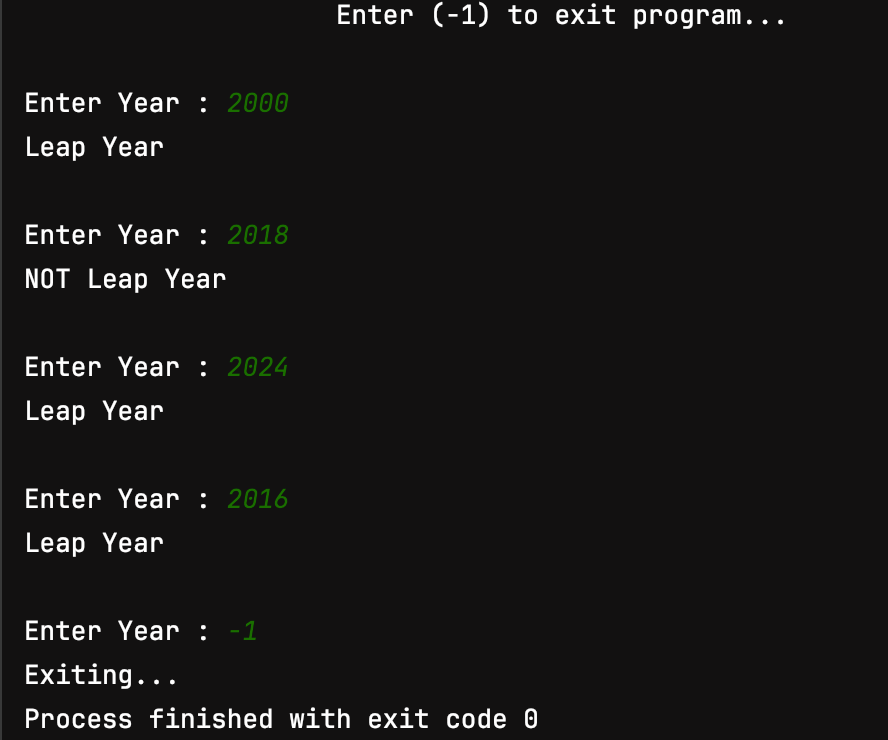 Enter (-1) to exit program...
Enter Year : 2000
Leap Year
Enter Year : 2018
NOT Leap Year
Enter Year : 2024
Leap Year
Enter Year : 2016
Leap Year
Enter Year : -1
Exiting...
Process finished with exit code 0